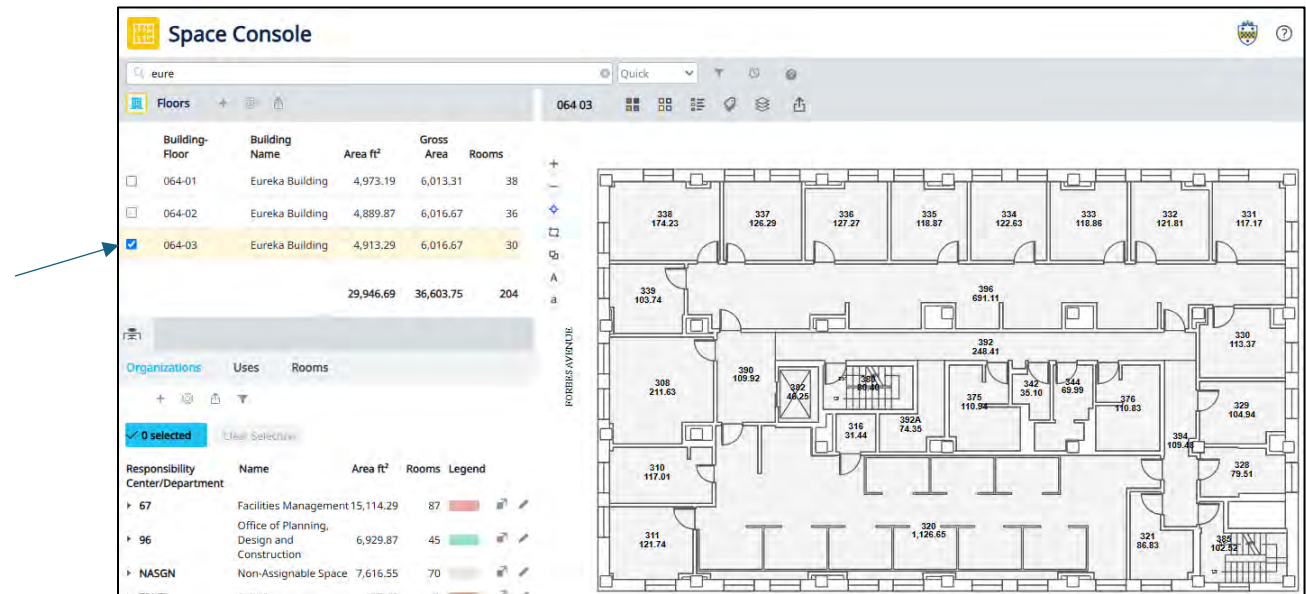 Space Console
eure
Quick
Floors
064 03
Building-Floor Building Name Area ft² Gross Area Rooms
064-01 Eureka Building 4,973.19 6,013.31 38
064-02 Eureka Building 4,889.87 6,016.67 36
064-03 Eureka Building 4,913.29 6,016.67 30
29,946.69 36,603.75 204
Organizations Uses Rooms
0 selected Clear Selection
Responsibility Center/Department Name Area ft² Rooms Legend
67 Facilities Management 15,114.29 87
96 Office of Planning, Design and Construction 6,929.87 45
NASGN Non-Assignable Space 7,616.55 70
A
a
FORBES AVENUE
338 337 336 335 334 333 332 331
174.23 126.29 127.27 118.87 122.63 118.86 121.81 117.17
339
103.74
396
691.11
392
248.41
330
113.37
308
211.63
390
109.92
382
46.25
388
80.40
375
110.94
342
35.10
344
69.99
376
110.83
329
104.94
316
31.44
392A
74.35
394
109.48
310
117.01
328
79.51
311
121.74
320
1,126.65
321
86.83
385
102.52